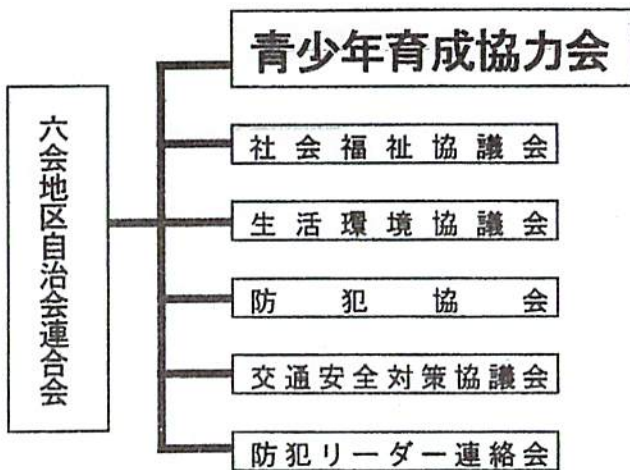 青少年育成協力会
六会地区自治会連合会
社会福祉協議会
生活環境協議会
防犯協会
交通安全対策協議会
防犯リーダー連絡会